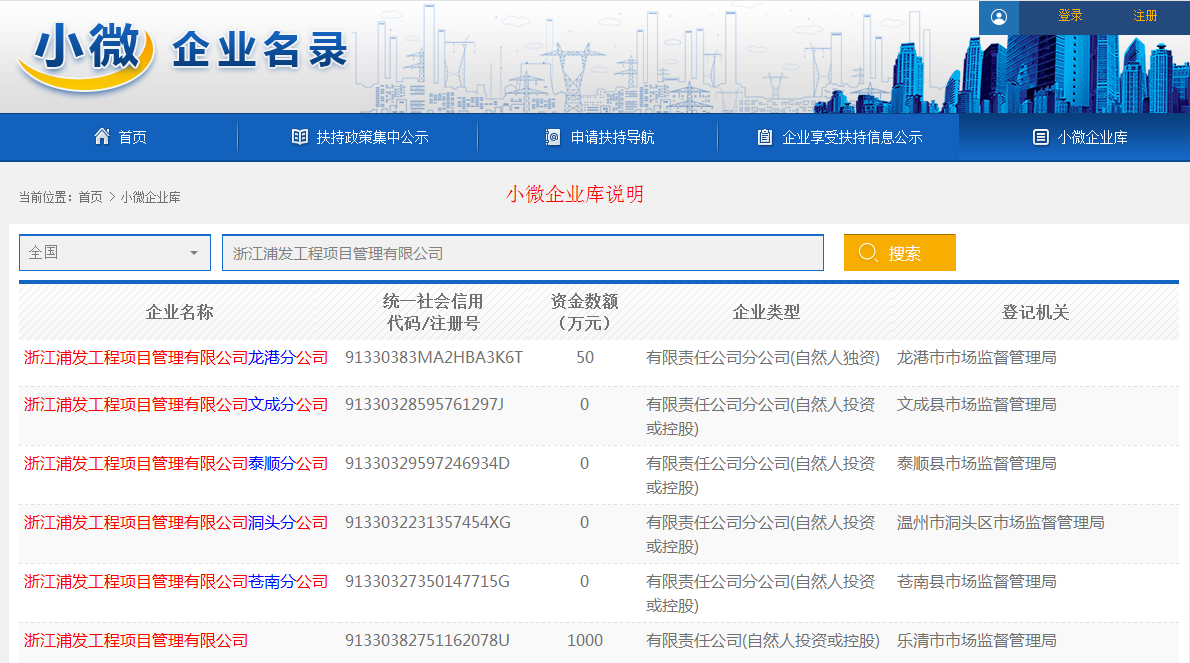 小微 企业名录
登录 注册
首页 扶持政策集中公示 申请扶持导航 企业享受扶持信息公示 小微企业库
当前位置：首页 > 小微企业库
小微企业库说明
全国 浙江浦发工程项目管理有限公司 搜索
企业名称 统一社会信用代码/注册号 资金数额（万元） 企业类型 登记机关
浙江浦发工程项目管理有限公司龙港分公司 91330383MA2HBA3K6T 50 有限责任公司分公司(自然人独资) 龙港市市场监督管理局
浙江浦发工程项目管理有限公司文成分公司 91330328595761297J 0 有限责任公司分公司(自然人投资或控股) 文成县市场监督管理局
浙江浦发工程项目管理有限公司泰顺分公司 91330329597246934D 0 有限责任公司分公司(自然人投资或控股) 泰顺县市场监督管理局
浙江浦发工程项目管理有限公司洞头分公司 9133032231357454XG 0 有限责任公司分公司(自然人投资或控股) 温州市洞头区市场监督管理局
浙江浦发工程项目管理有限公司苍南分公司 91330327350147715G 0 有限责任公司分公司(自然人投资或控股) 苍南县市场监督管理局
浙江浦发工程项目管理有限公司 91330382751162078U 1000 有限责任公司(自然人投资或控股) 乐清市市场监督管理局